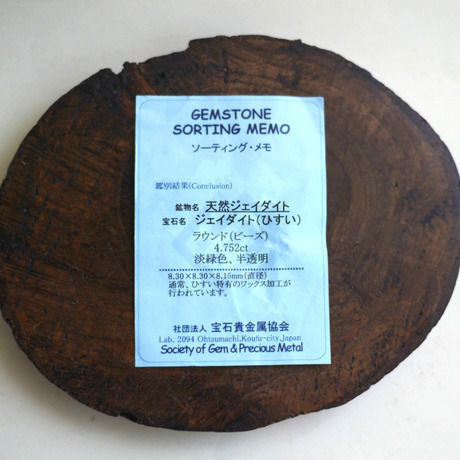 GEMSTONE
SORTING MEMO
ソーティング・メモ
鑑別結果(Conclusion)
鉱物名 天然ジェイダイト
宝石名 ジェイダイト(ひすい)
ラウンド(ビーズ)
4.752ct
淡緑色、半透明
8.30×8.30×8.15mm(直径)
通常、ひすい特有のワックス加工が
行われています。
社団法人 宝石貴金属協会
Lab. 2094 Ohtsumachi,Koufu-city,Japan
Society of Gem & Precious Metal